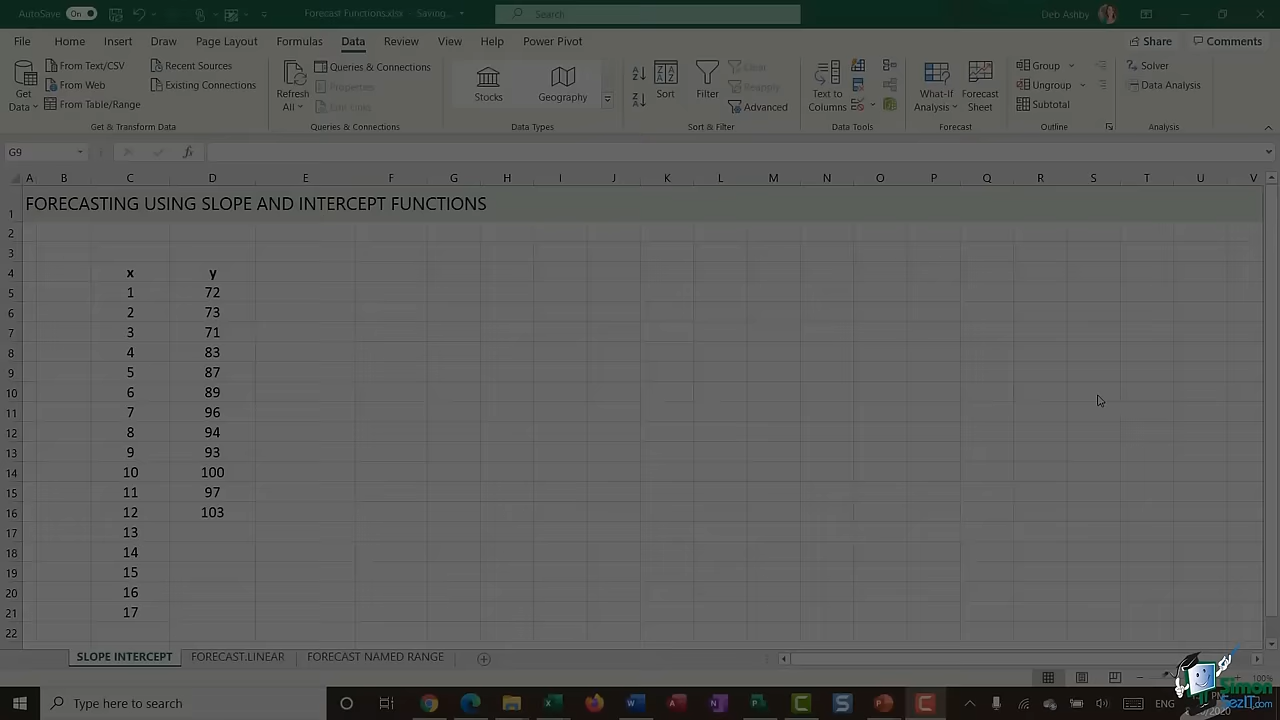 AutoSave On Forecast Functions.xlsx - Saving... Search Deb Ashby
File Home Insert Draw Page Layout Formulas Data Review View Help Power Pivot Share Comments
Get Data From Text/CSV From Web From Table/Range Recent Sources Existing Connections
Refresh All Queries & Connections Properties Edit Links
Stocks Geography
Sort Filter Clear Reapply Advanced
Text to Columns
What-If Analysis Forecast Sheet
Group Ungroup Subtotal
Solver Data Analysis
Get & Transform Data Queries & Connections Data Types Sort & Filter Data Tools Forecast Outline Analysis
G9 fx
A B C D E F G H I J K L M N O P Q R S T U V
1 FORECASTING USING SLOPE AND INTERCEPT FUNCTIONS
2
3
4 x y
5 1 72
6 2 73
7 3 71
8 4 83
9 5 87
10 6 89
11 7 96
12 8 94
13 9 93
14 10 100
15 11 97
16 12 103
17 13
18 14
19 15
20 16
21 17
22
SLOPE INTERCEPT FORECAST.LINEAR FORECAST NAMED RANGE
100%
Type here to search ENG
Simon SezIT.com